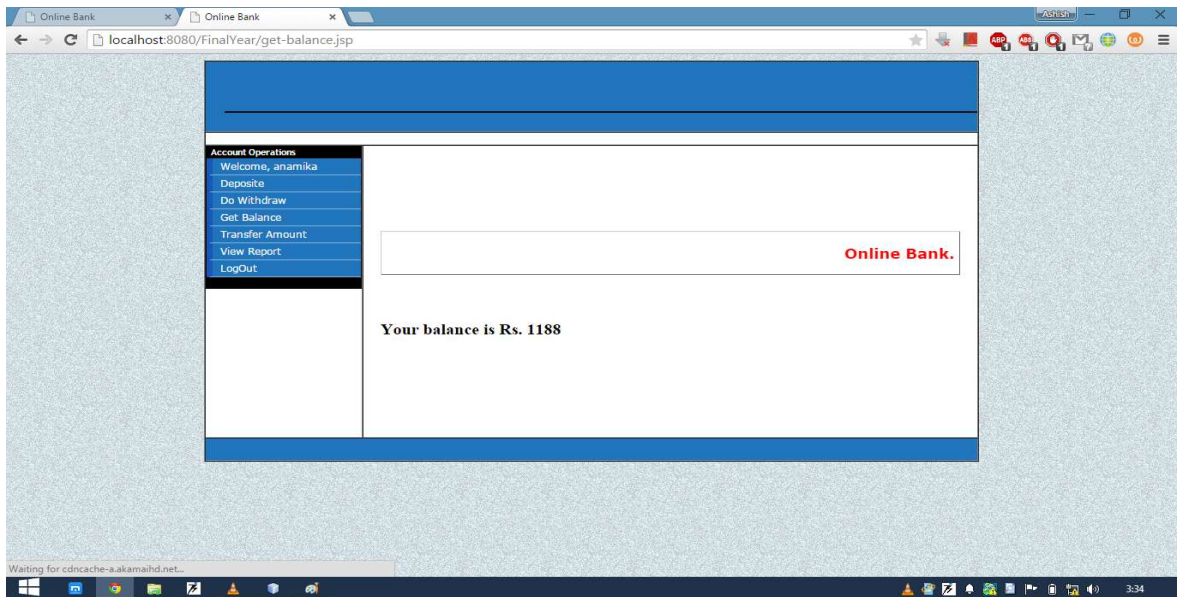 Online Bank
Online Bank
Ashish
localhost:8080/FinalYear/get-balance.jsp
Account Operations
Welcome, anamika
Deposite
Do Withdraw
Get Balance
Transfer Amount
View Report
LogOut
Online Bank.
Your balance is Rs. 1188
Waiting for cdncache-a.akamaihd.net...
3:34